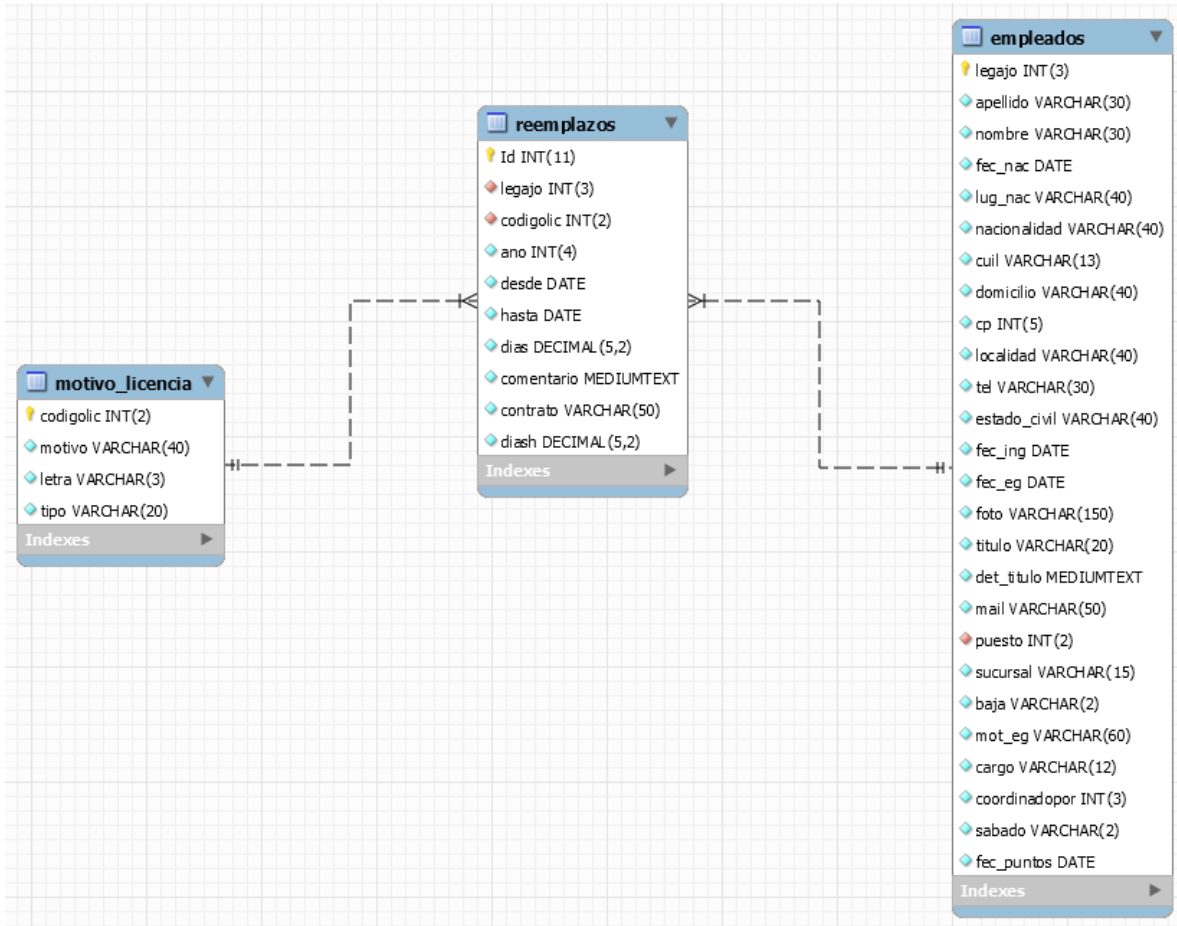 motivo_licencia
codigolic INT(2)
motivo VARCHAR(40)
letra VARCHAR(3)
tipo VARCHAR(20)
Indexes
reemplazos
Id INT(11)
legajo INT(3)
codigolic INT(2)
ano INT(4)
desde DATE
hasta DATE
dias DECIMAL(5,2)
comentario MEDIUMTEXT
contrato VARCHAR(50)
diash DECIMAL(5,2)
Indexes
empleados
legajo INT(3)
apellido VARCHAR(30)
nombre VARCHAR(30)
fec_nac DATE
lug_nac VARCHAR(40)
nacionalidad VARCHAR(40)
cuil VARCHAR(13)
domicilio VARCHAR(40)
cp INT(5)
localidad VARCHAR(40)
tel VARCHAR(30)
estado_civil VARCHAR(40)
fec_ing DATE
fec_eg DATE
foto VARCHAR(150)
titulo VARCHAR(20)
det_titulo MEDIUMTEXT
mail VARCHAR(50)
puesto INT(2)
sucursal VARCHAR(15)
baja VARCHAR(2)
mot_eg VARCHAR(60)
cargo VARCHAR(12)
coordinadopor INT(3)
sabado VARCHAR(2)
fec_puntos DATE
Indexes